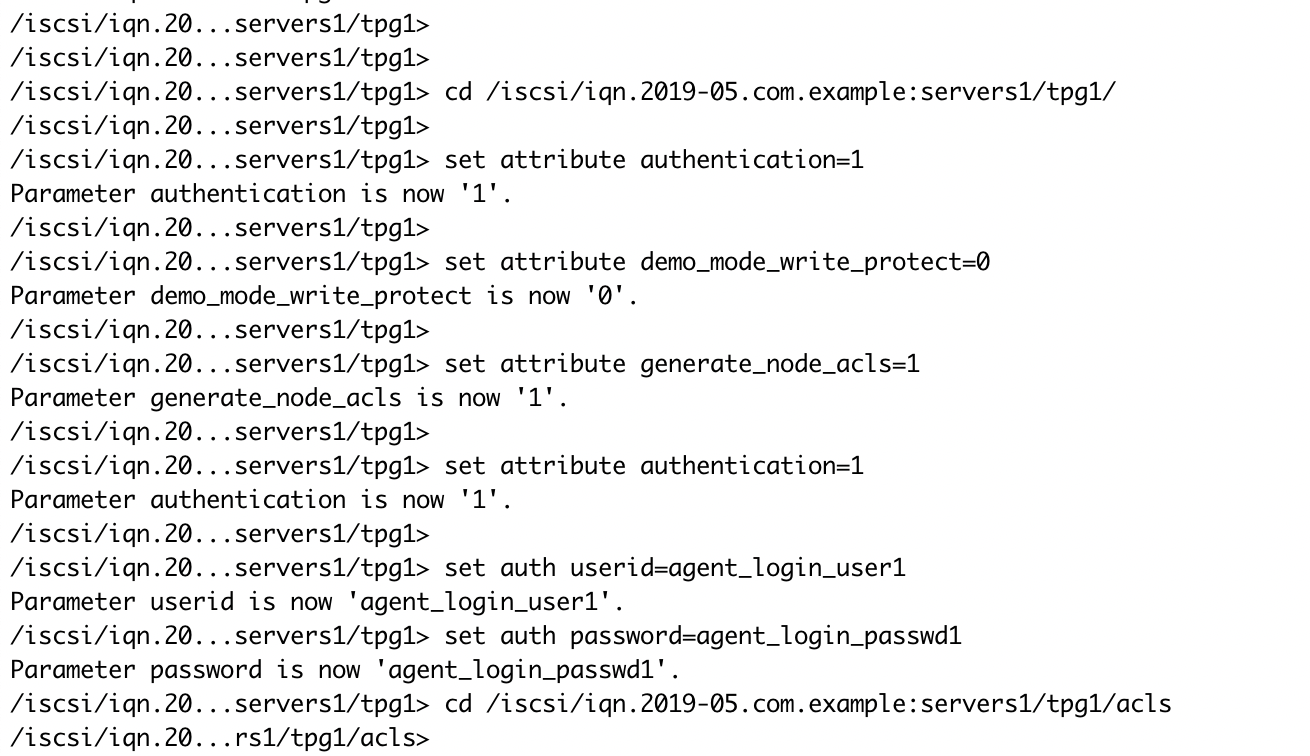 /iscsi/iqn.20...servers1/tpg1>
/iscsi/iqn.20...servers1/tpg1>
/iscsi/iqn.20...servers1/tpg1> cd /iscsi/iqn.2019-05.com.example:servers1/tpg1/
/iscsi/iqn.20...servers1/tpg1>
/iscsi/iqn.20...servers1/tpg1> set attribute authentication=1
Parameter authentication is now '1'.
/iscsi/iqn.20...servers1/tpg1>
/iscsi/iqn.20...servers1/tpg1> set attribute demo_mode_write_protect=0
Parameter demo_mode_write_protect is now '0'.
/iscsi/iqn.20...servers1/tpg1>
/iscsi/iqn.20...servers1/tpg1> set attribute generate_node_acls=1
Parameter generate_node_acls is now '1'.
/iscsi/iqn.20...servers1/tpg1>
/iscsi/iqn.20...servers1/tpg1> set attribute authentication=1
Parameter authentication is now '1'.
/iscsi/iqn.20...servers1/tpg1>
/iscsi/iqn.20...servers1/tpg1> set auth userid=agent_login_user1
Parameter userid is now 'agent_login_user1'.
/iscsi/iqn.20...servers1/tpg1> set auth password=agent_login_passwd1
Parameter password is now 'agent_login_passwd1'.
/iscsi/iqn.20...servers1/tpg1> cd /iscsi/iqn.2019-05.com.example:servers1/tpg1/acls
/iscsi/iqn.20...rs1/tpg1/acls>